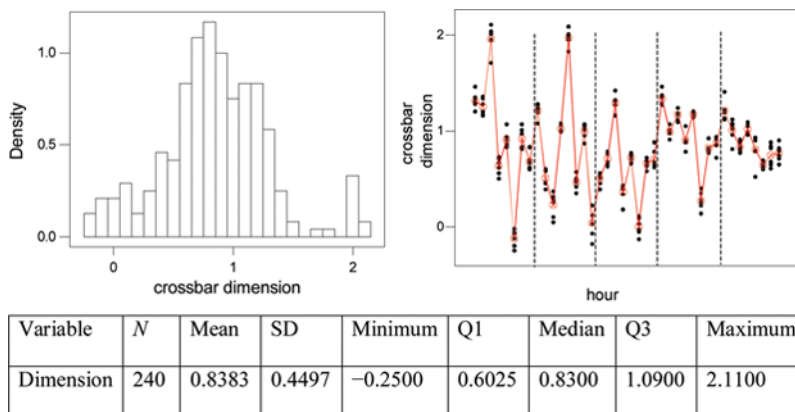 1.0
0.5
0.0
Density
0 1 2
crossbar dimension
2
1
0
crossbar
dimension
hour
Variable N Mean SD Minimum Q1 Median Q3 Maximum
Dimension 240 0.8383 0.4497 −0.2500 0.6025 0.8300 1.0900 2.1100